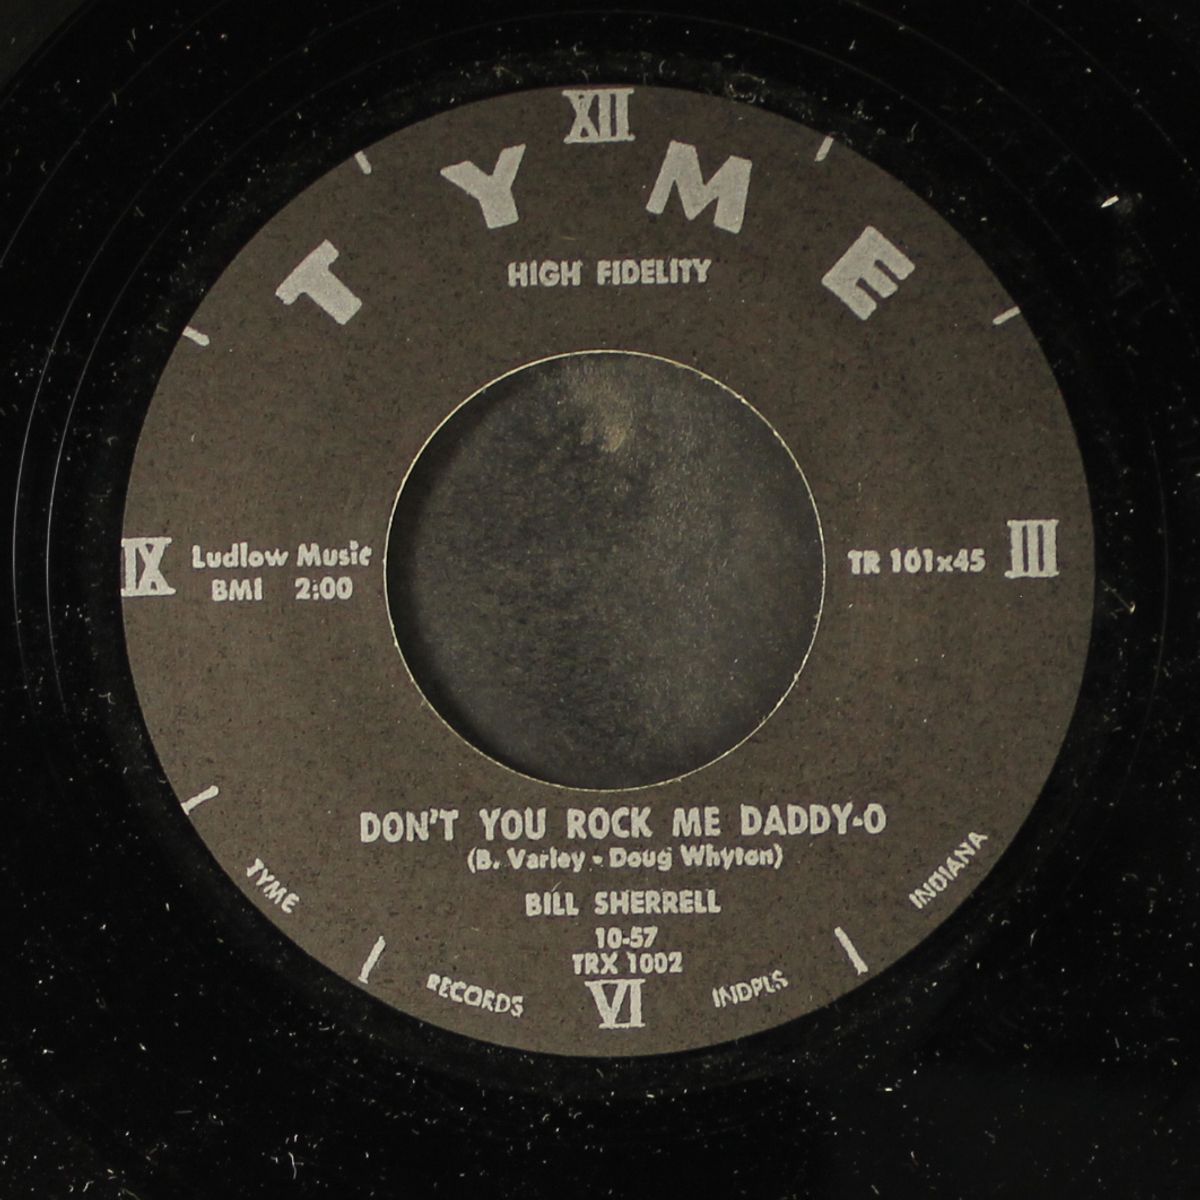 XII
TYME
HIGH FIDELITY
IX
Ludlow Music
BMI 2:00
TR 101x45
III
DON'T YOU ROCK ME DADDY-O
(B. Varley - Doug Whyton)
BILL SHERRELL
10-57
TRX 1002
VI
TYME RECORDS INDPLS INDIANA